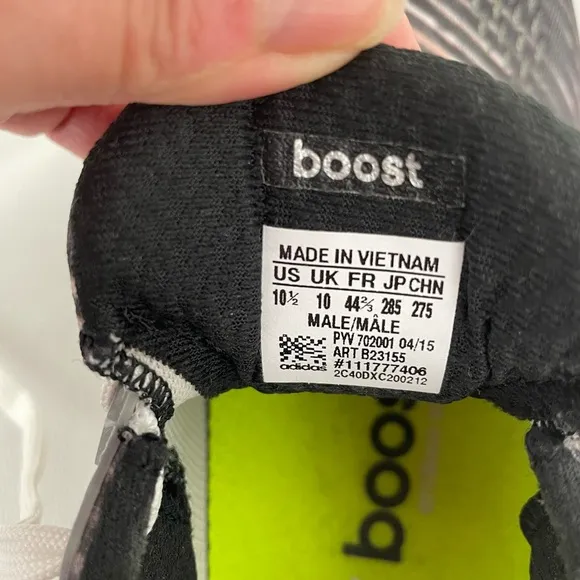 boost
MADE IN VIETNAM
US UK FR JP CHN
10½ 10 44⅔ 285 275
MALE/MÂLE
PYV 702001 04/15
ART B23155
#111777406
adidas 2C40DXC200212
boost